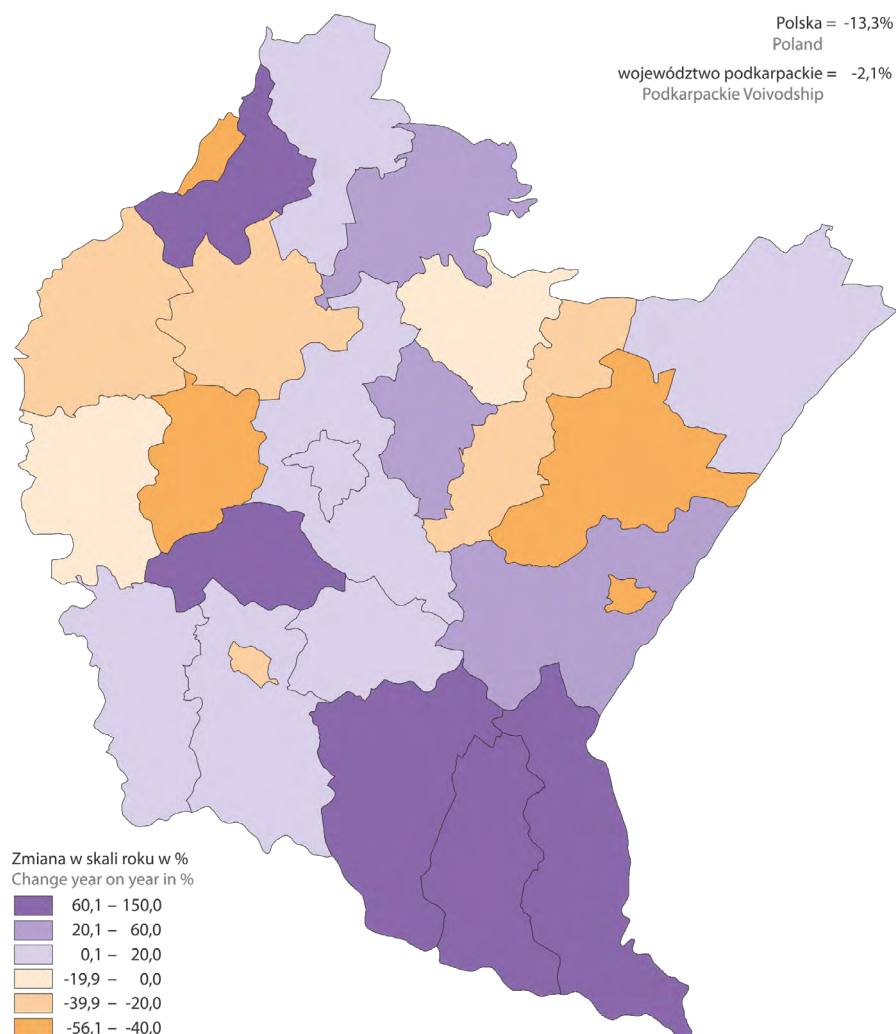 Polska = -13,3%
Poland
województwo podkarpackie = -2,1%
Podkarpackie Voivodship
Zmiana w skali roku w %
Change year on year in %
60,1 – 150,0
20,1 – 60,0
0,1 – 20,0
-19,9 – 0,0
-39,9 – -20,0
-56,1 – -40,0